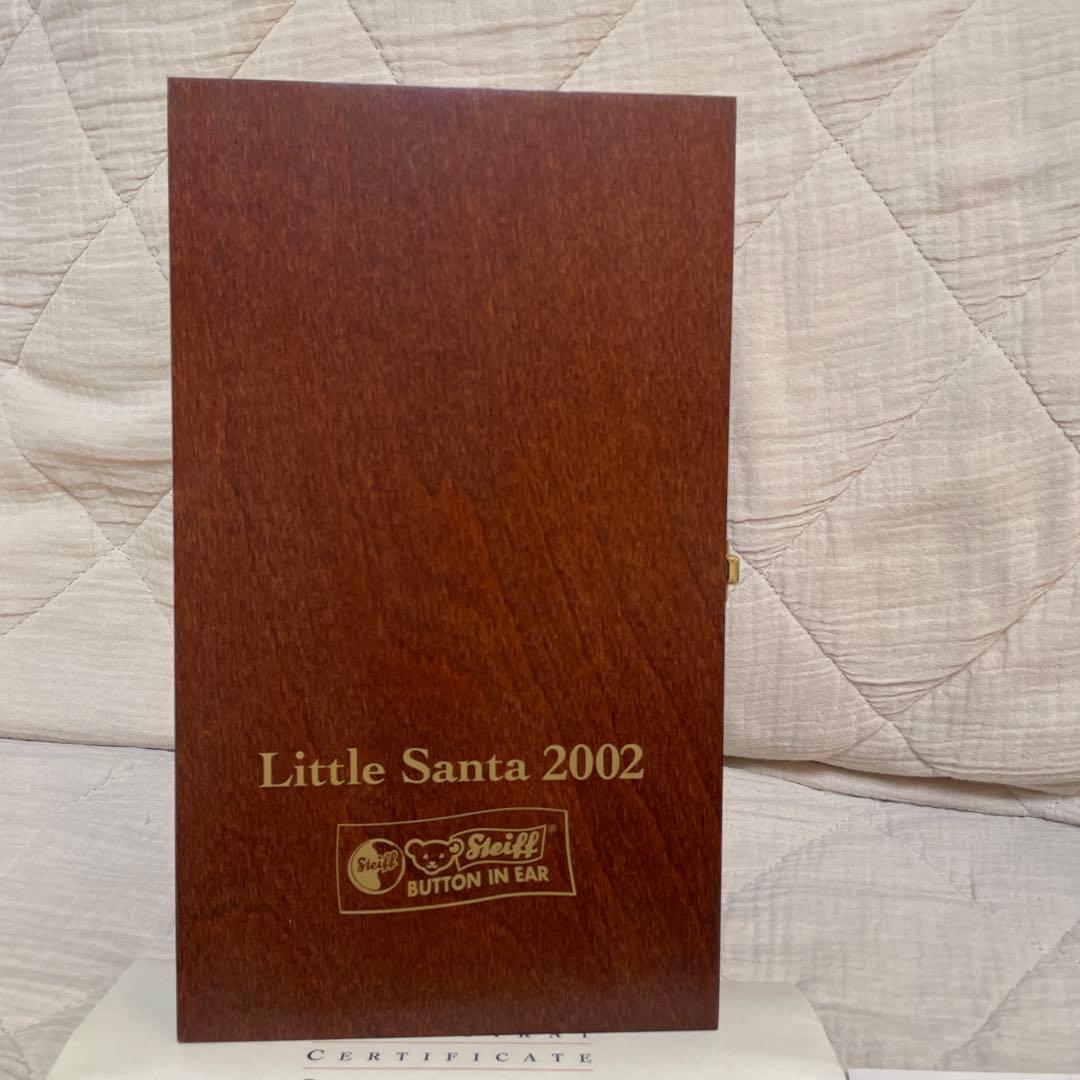 Little Santa 2002
Steiff Steiff®
BUTTON IN EAR
CERTIFICATE